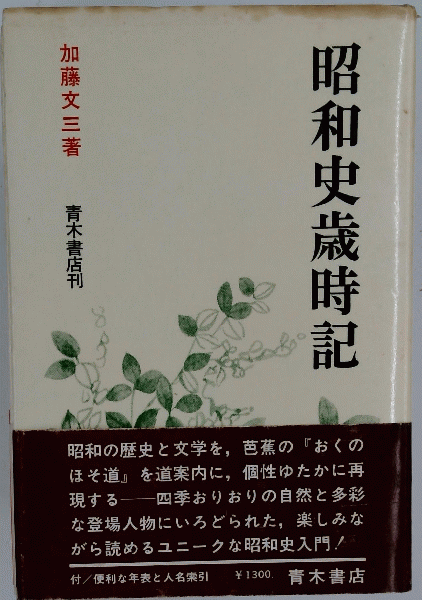 昭和史歳時記
加藤文三著
青木書店刊
昭和の歴史と文学を，芭蕉の『おくの
ほそ道』を道案内に，個性ゆたかに再
現する——四季おりおりの自然と多彩
な登場人物にいろどられた，楽しみな
がら読めるユニークな昭和史入門！
付／便利な年表と人名索引 ￥1300. 青木書店